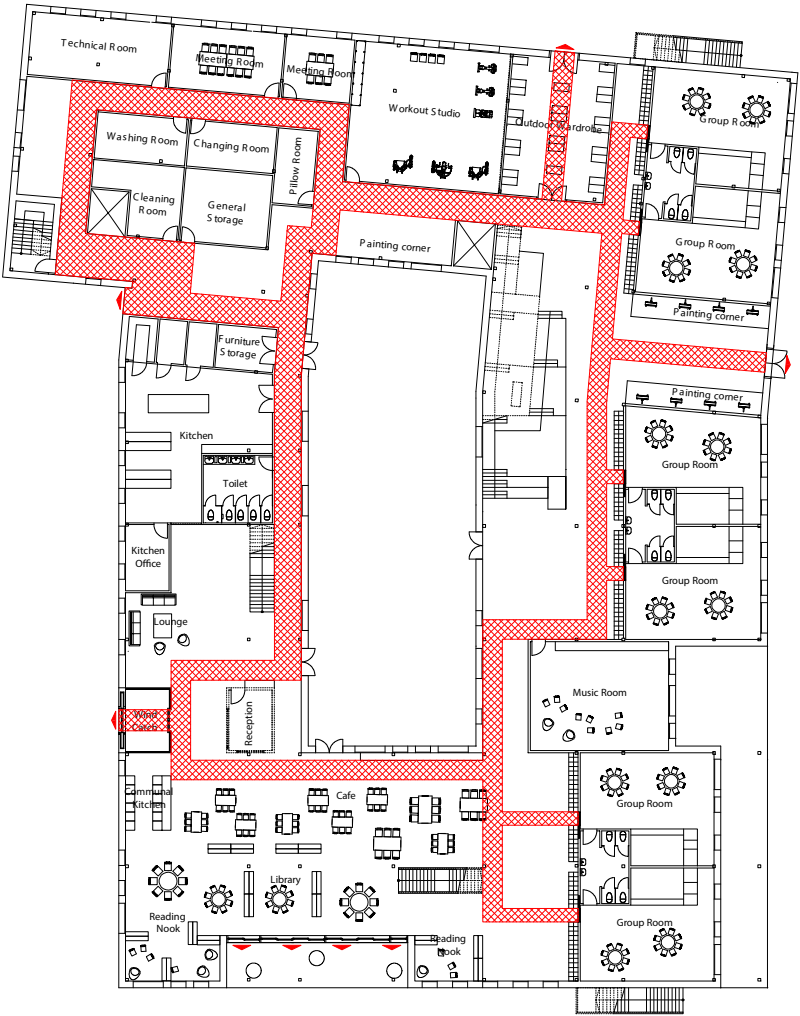 Technical Room
Meeting Room
Meeting Room
Workout Studio
Outdoor Wardrobe
Group Room
Washing Room
Changing Room
Pillow Room
Cleaning
Room
General
Storage
Painting corner
Group Room
Painting corner
Furniture
Storage
Painting corner
Kitchen
Group Room
Toilet
Kitchen
Office
Group Room
Lounge
Music Room
Wind
Catch
Reception
Communal
Kitchen
Cafe
Group Room
Library
Reading
Nook
Group Room
Reading
Nook